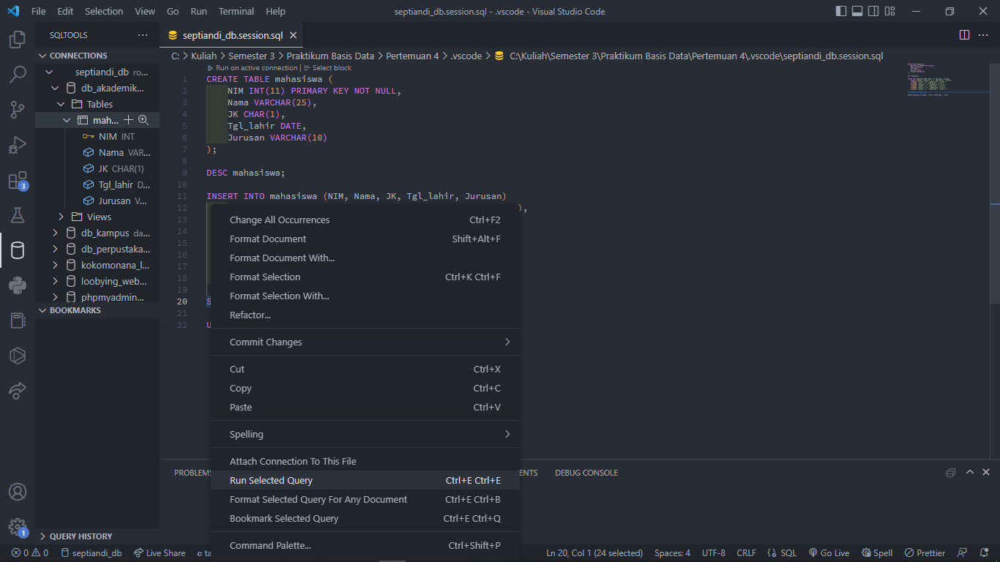 File Edit Selection View Go Run Terminal Help
septiandi_db.session.sql - .vscode - Visual Studio Code
SQLTOOLS
septiandi_db.session.sql
CONNECTIONS
C: > Kuliah > Semester 3 > Praktikum Basis Data > Pertemuan 4 > .vscode > C:\Kuliah\Semester 3\Praktikum Basis Data\Pertemuan 4\.vscode\septiandi_db.session.sql
septiandi_db ro...
db_akademik...
Tables
mah...
NIM INT
Nama VAR...
JK CHAR(1)
Tgl_lahir D...
Jurusan V...
Views
db_kampus da...
db_perpustaka...
kokomonana_l...
loobying_web...
phpmyadmin...
BOOKMARKS
QUERY HISTORY
3
1
Run on active connection | Select block
1 CREATE TABLE mahasiswa (
2 NIM INT(11) PRIMARY KEY NOT NULL,
3 Nama VARCHAR(25),
4 JK CHAR(1),
5 Tgl_lahir DATE,
6 Jurusan VARCHAR(10)
7 );
8
9 DESC mahasiswa;
10
11 INSERT INTO mahasiswa (NIM, Nama, JK, Tgl_lahir, Jurusan)
12 ),
13
14
15
16
17
18
19
20 S
21
22 U
Change All Occurrences Ctrl+F2
Format Document Shift+Alt+F
Format Document With...
Format Selection Ctrl+K Ctrl+F
Format Selection With...
Refactor...
Commit Changes
Cut Ctrl+X
Copy Ctrl+C
Paste Ctrl+V
Spelling
Attach Connection To This File
Run Selected Query Ctrl+E Ctrl+E
Format Selected Query For Any Document Ctrl+E Ctrl+B
Bookmark Selected Query Ctrl+E Ctrl+Q
Command Palette... Ctrl+Shift+P
PROBLEMS ENTS DEBUG CONSOLE
0 0 septiandi_db Live Share ta Ln 20, Col 1 (24 selected) Spaces: 4 UTF-8 CRLF SQL Go Live Spell Prettier